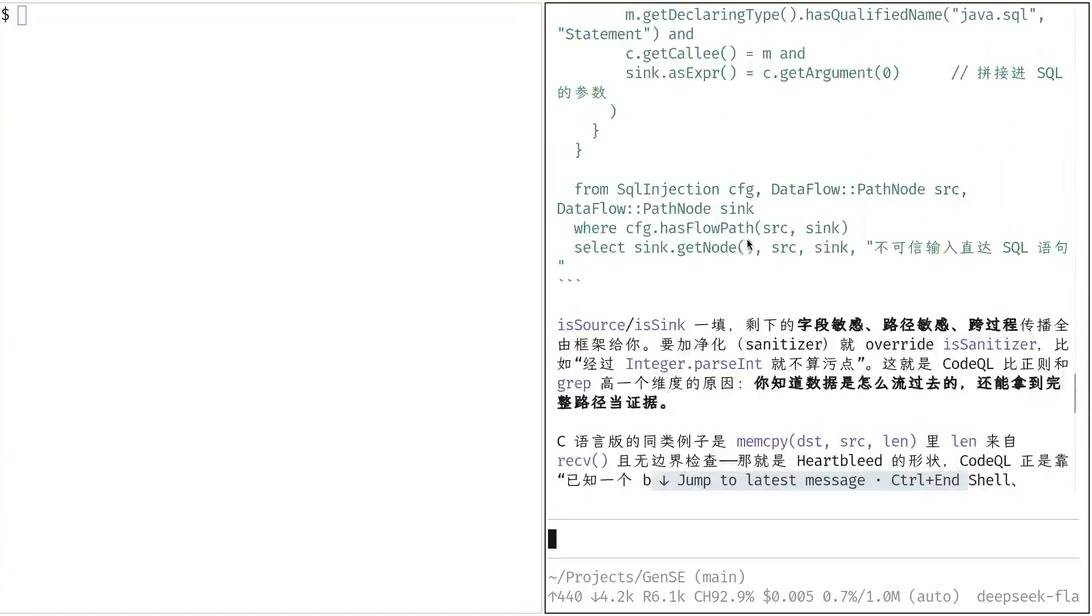 $
m.getDeclaringType().hasQualifiedName("java.sql",
"Statement") and
c.getCallee() = m and
sink.asExpr() = c.getArgument(0)      // 拼接进 SQL
的参数
)
}
}
from SqlInjection cfg, DataFlow::PathNode src,
DataFlow::PathNode sink
where cfg.hasFlowPath(src, sink)
select sink.getNode(), src, sink, "不可信输入直达 SQL 语句
"
```
isSource/isSink 一填，剩下的字段敏感、路径敏感、跨过程传播全
由框架给你。要加净化（sanitizer）就 override isSanitizer，比
如“经过 Integer.parseInt 就不算污点”。这就是 CodeQL 比正则和
grep 高一个维度的原因：你知道数据是怎么流过去的，还能拿到完
整路径当证据。
C 语言版的同类例子是 memcpy(dst, src, len) 里 len 来自
recv() 且无边界检查——那就是 Heartbleed 的形状，CodeQL 正是靠
“已知一个 b ↓ Jump to latest message · Ctrl+End Shell、
~/Projects/GenSE (main)
↑440 ↓4.2k R6.1k CH92.9% $0.005 0.7%/1.0M (auto)  deepseek-fla